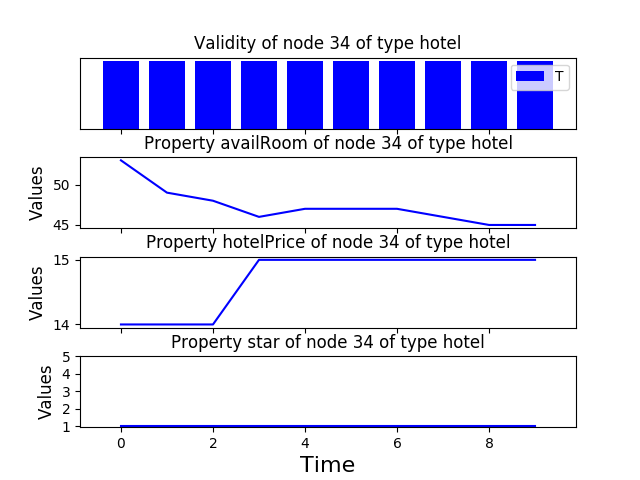 Validity of node 34 of type hotel
T
Property availRoom of node 34 of type hotel
50
45
Values
Property hotelPrice of node 34 of type hotel
15
14
Values
Property star of node 34 of type hotel
5
4
3
2
1
Values
0 2 4 6 8
Time